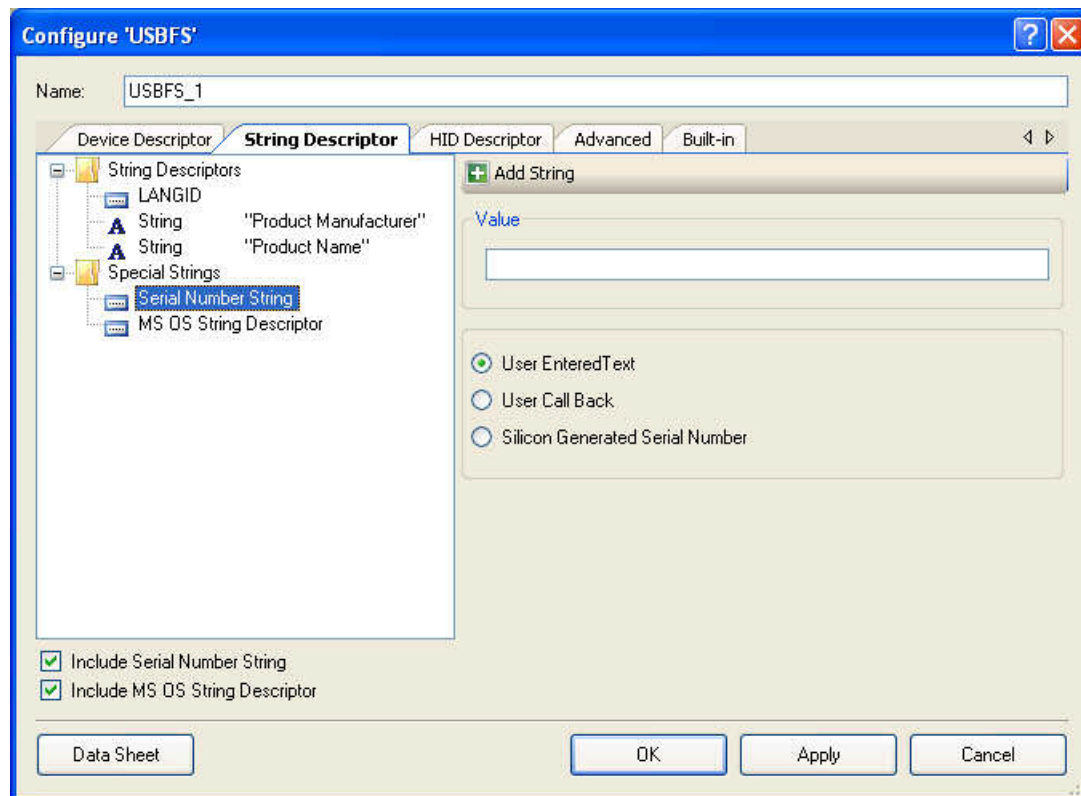 Configure 'USBFS'
Name: USBFS_1
Device Descriptor String Descriptor HID Descriptor Advanced Built-in
String Descriptors
LANGID
String "Product Manufacturer"
String "Product Name"
Special Strings
Serial Number String
MS OS String Descriptor
Add String
Value
User EnteredText
User Call Back
Silicon Generated Serial Number
Include Serial Number String
Include MS OS String Descriptor
Data Sheet OK Apply Cancel